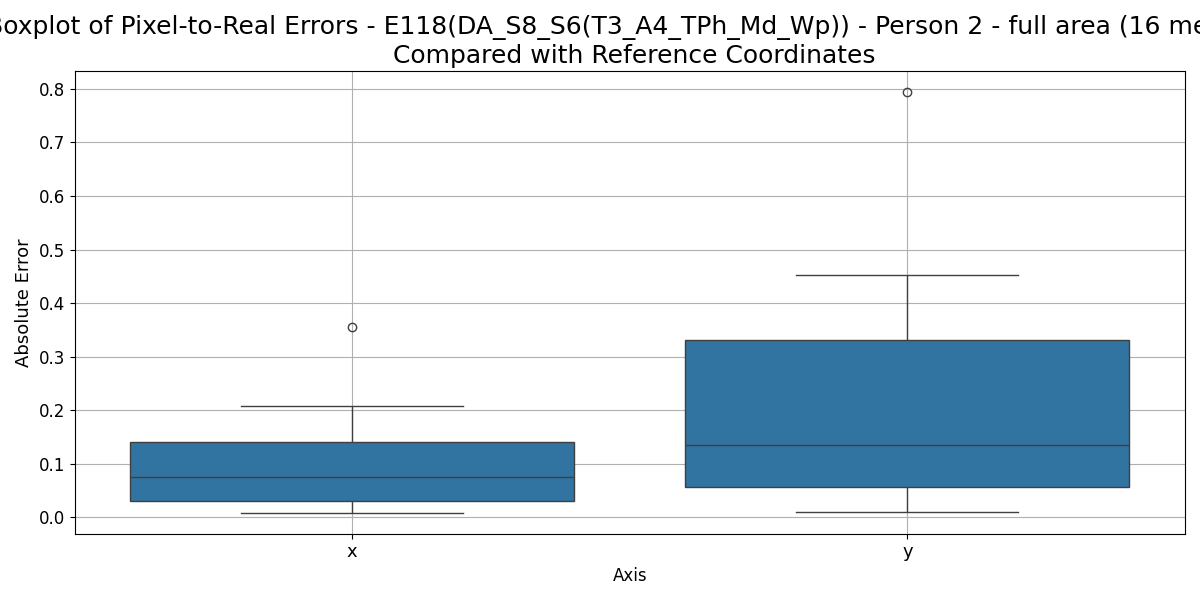 oxplot of Pixel-to-Real Errors - E118(DA_S8_S6(T3_A4_TPh_Md_Wp)) - Person 2 - full area (16 me
Compared with Reference Coordinates
0.8
0.7
0.6
0.5
0.4
0.3
0.2
0.1
0.0
Absolute Error
x y
Axis